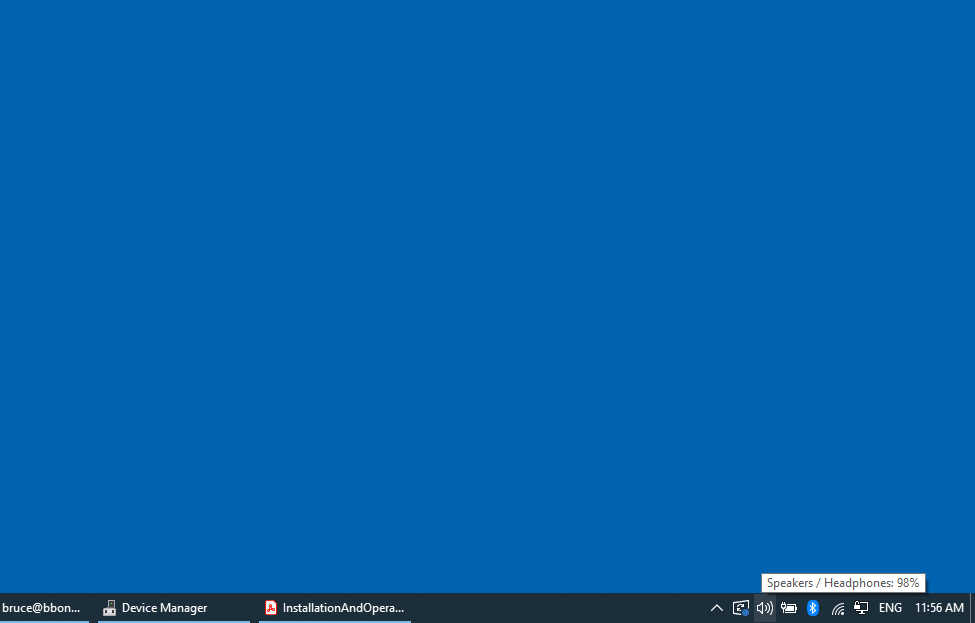 Speakers / Headphones: 98%
bruce@bbon... Device Manager InstallationAndOpera... ENG 11:56 AM